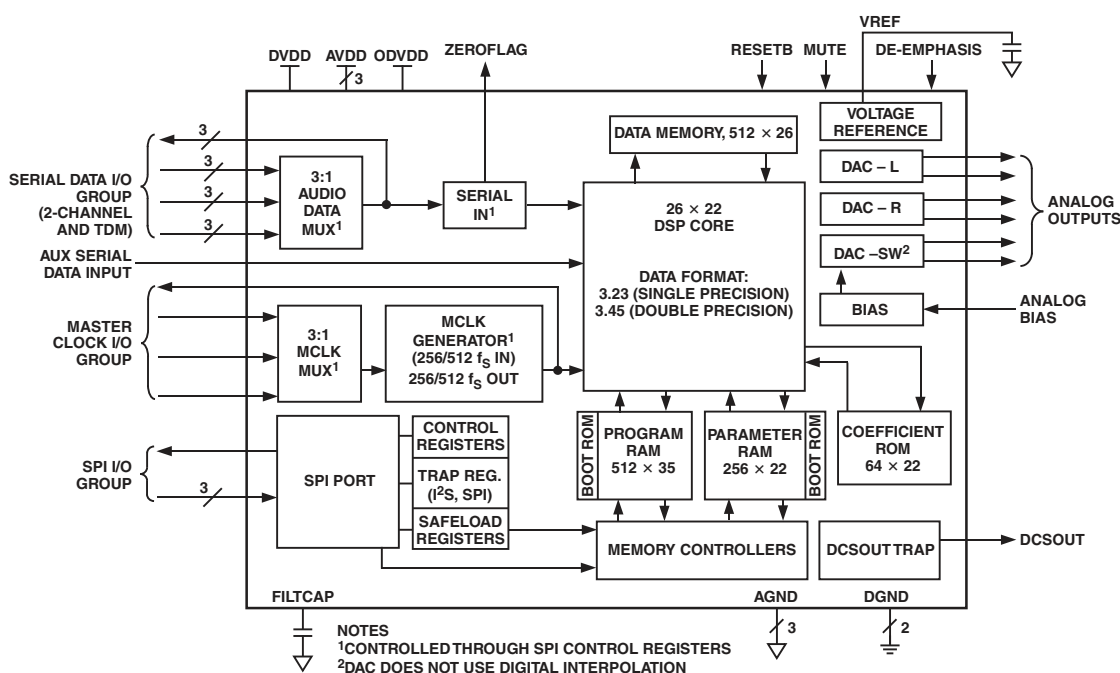 VREF
DVDD AVDD ODVDD
3
ZEROFLAG
RESETB MUTE DE-EMPHASIS
VOLTAGE
REFERENCE
DATA MEMORY, 512 × 26
SERIAL DATA I/O
GROUP
(2-CHANNEL
AND TDM)
3
3
3
3
3:1
AUDIO
DATA
MUX¹
SERIAL
IN¹
26 × 22
DSP CORE
DATA FORMAT:
3.23 (SINGLE PRECISION)
3.45 (DOUBLE PRECISION)
DAC – L
DAC – R
DAC –SW²
ANALOG
OUTPUTS
AUX SERIAL
DATA INPUT
BIAS
ANALOG
BIAS
MASTER
CLOCK I/O
GROUP
3:1
MCLK
MUX¹
MCLK
GENERATOR¹
(256/512 fS IN)
256/512 fS OUT
SPI I/O
GROUP
3
SPI PORT
CONTROL
REGISTERS
TRAP REG.
(I²S, SPI)
SAFELOAD
REGISTERS
BOOT ROM
PROGRAM
RAM
512 × 35
PARAMETER
RAM
256 × 22
BOOT ROM
COEFFICIENT
ROM
64 × 22
MEMORY CONTROLLERS
DCSOUT TRAP
DCSOUT
FILTCAP
AGND
3
DGND
2
NOTES
¹CONTROLLED THROUGH SPI CONTROL REGISTERS
²DAC DOES NOT USE DIGITAL INTERPOLATION